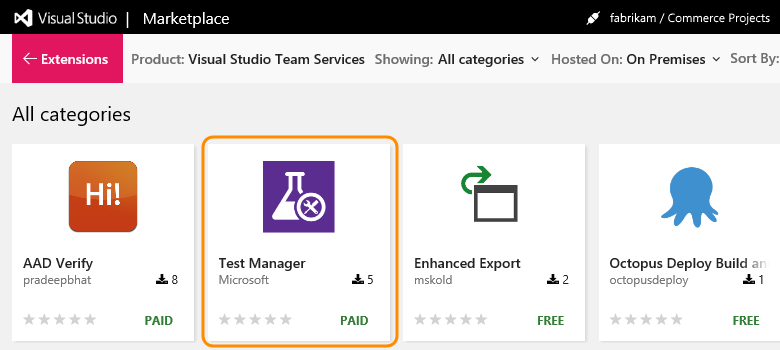 Visual Studio | Marketplace fabrikam / Commerce Projects
← Extensions Product: Visual Studio Team Services Showing: All categories Hosted On: On Premises Sort By:
All categories
Hi!
AAD Verify Test Manager Enhanced Export Octopus Deploy Build an
pradeepbhat 8 Microsoft 5 mskold 2 octopusdeploy 1
PAID PAID FREE FREE